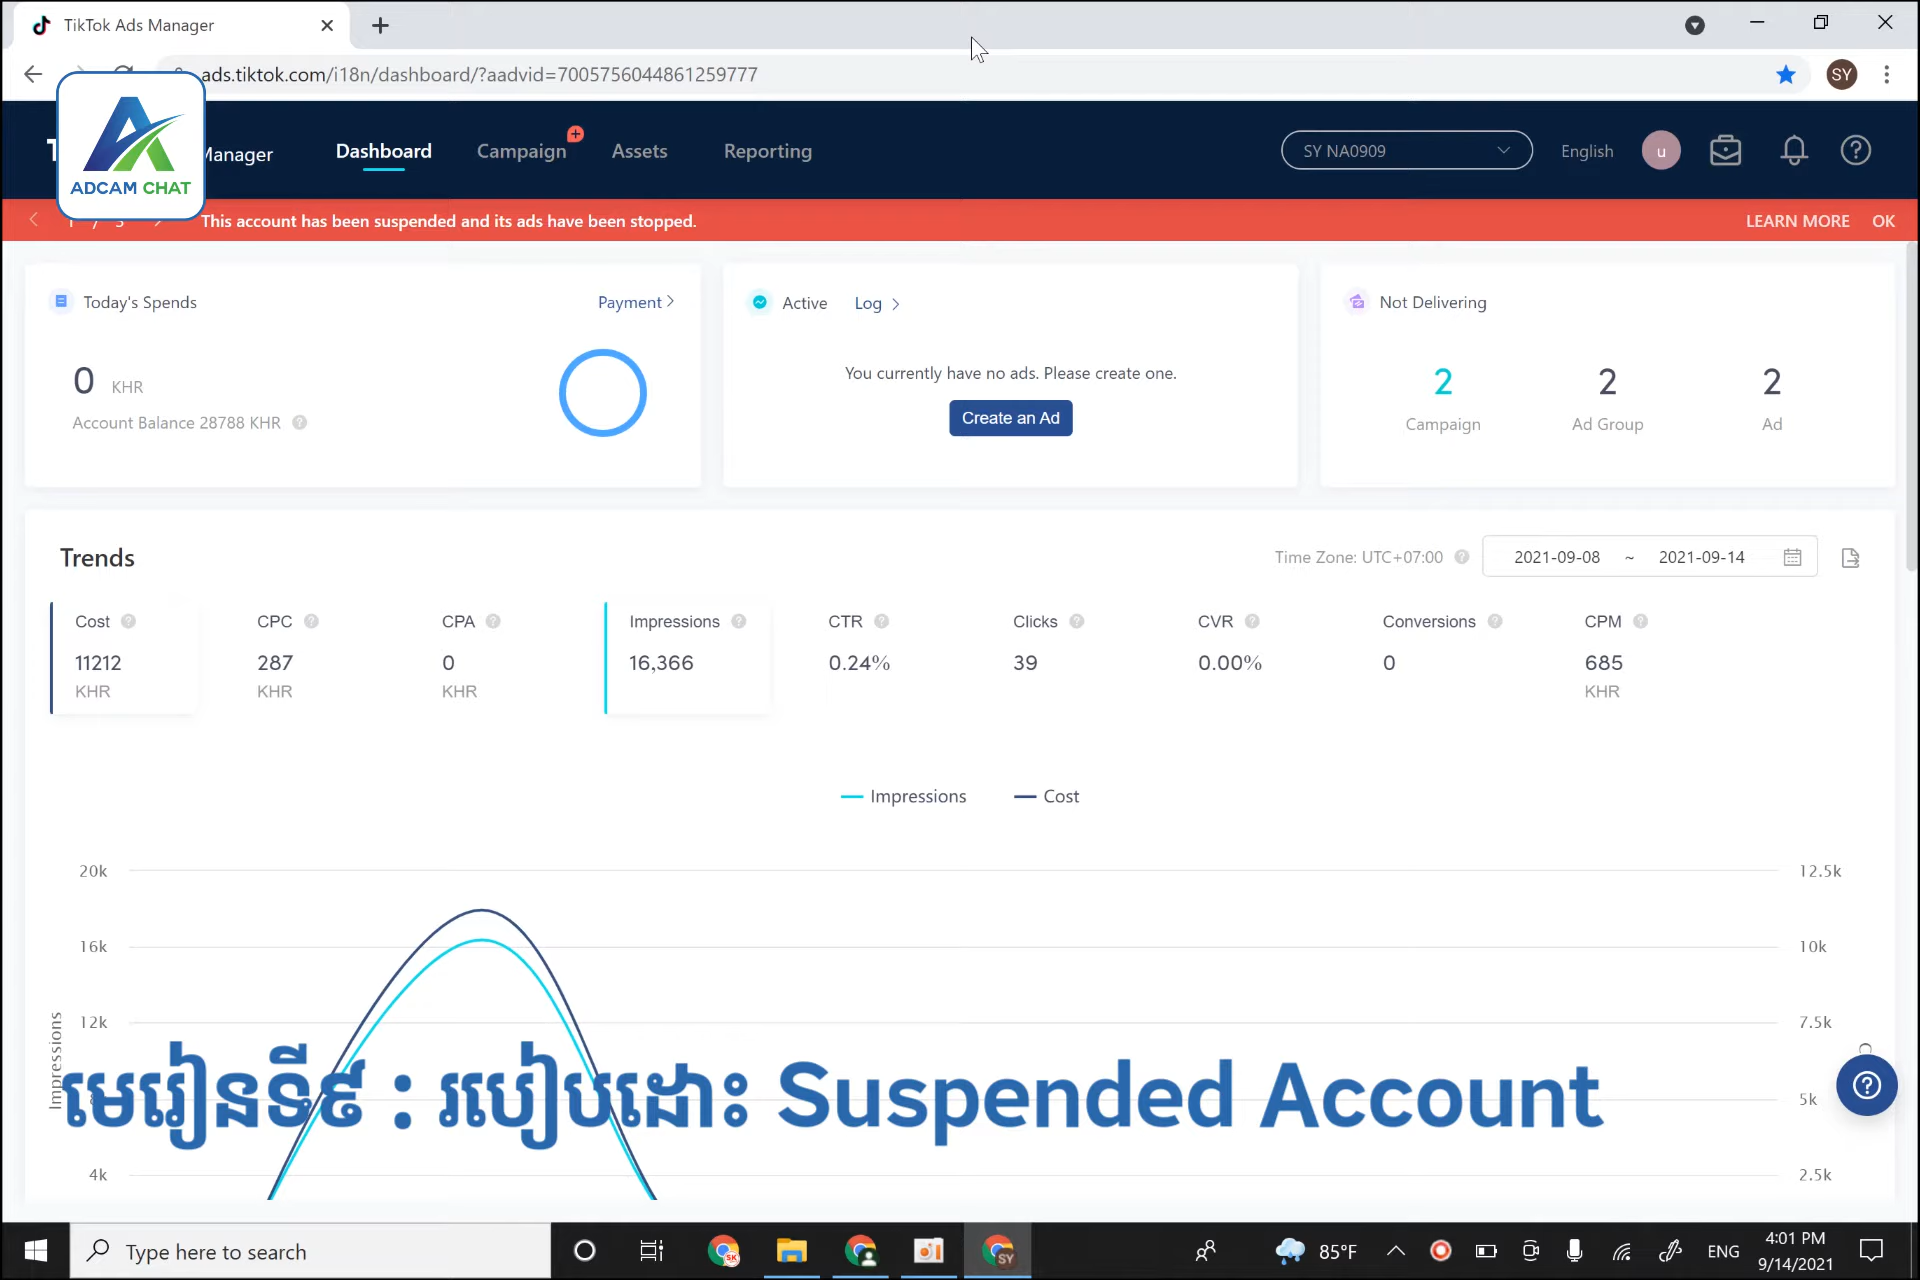 TikTok Ads Manager
ads.tiktok.com/i18n/dashboard/?aadvid=7005756044861259777
SY
ADCAM CHAT
Manager
Dashboard
Campaign
Assets
Reporting
SY NA0909
English
u
This account has been suspended and its ads have been stopped.
LEARN MORE
OK
Today's Spends
Payment
0 KHR
Account Balance 28788 KHR
Active
Log
You currently have no ads. Please create one.
Create an Ad
Not Delivering
2
2
2
Campaign
Ad Group
Ad
Trends
Time Zone: UTC+07:00
2021-09-08 ~ 2021-09-14
Cost
CPC
CPA
Impressions
CTR
Clicks
CVR
Conversions
CPM
11212
287
0
16,366
0.24%
39
0.00%
0
685
KHR
KHR
KHR
KHR
Impressions
Cost
20k
12.5k
16k
10k
12k
7.5k
Impressions
មេរៀនទី៩ : របៀបដោះ Suspended Account
5k
4k
2.5k
Type here to search
SK
SY
85°F
ENG
4:01 PM
9/14/2021